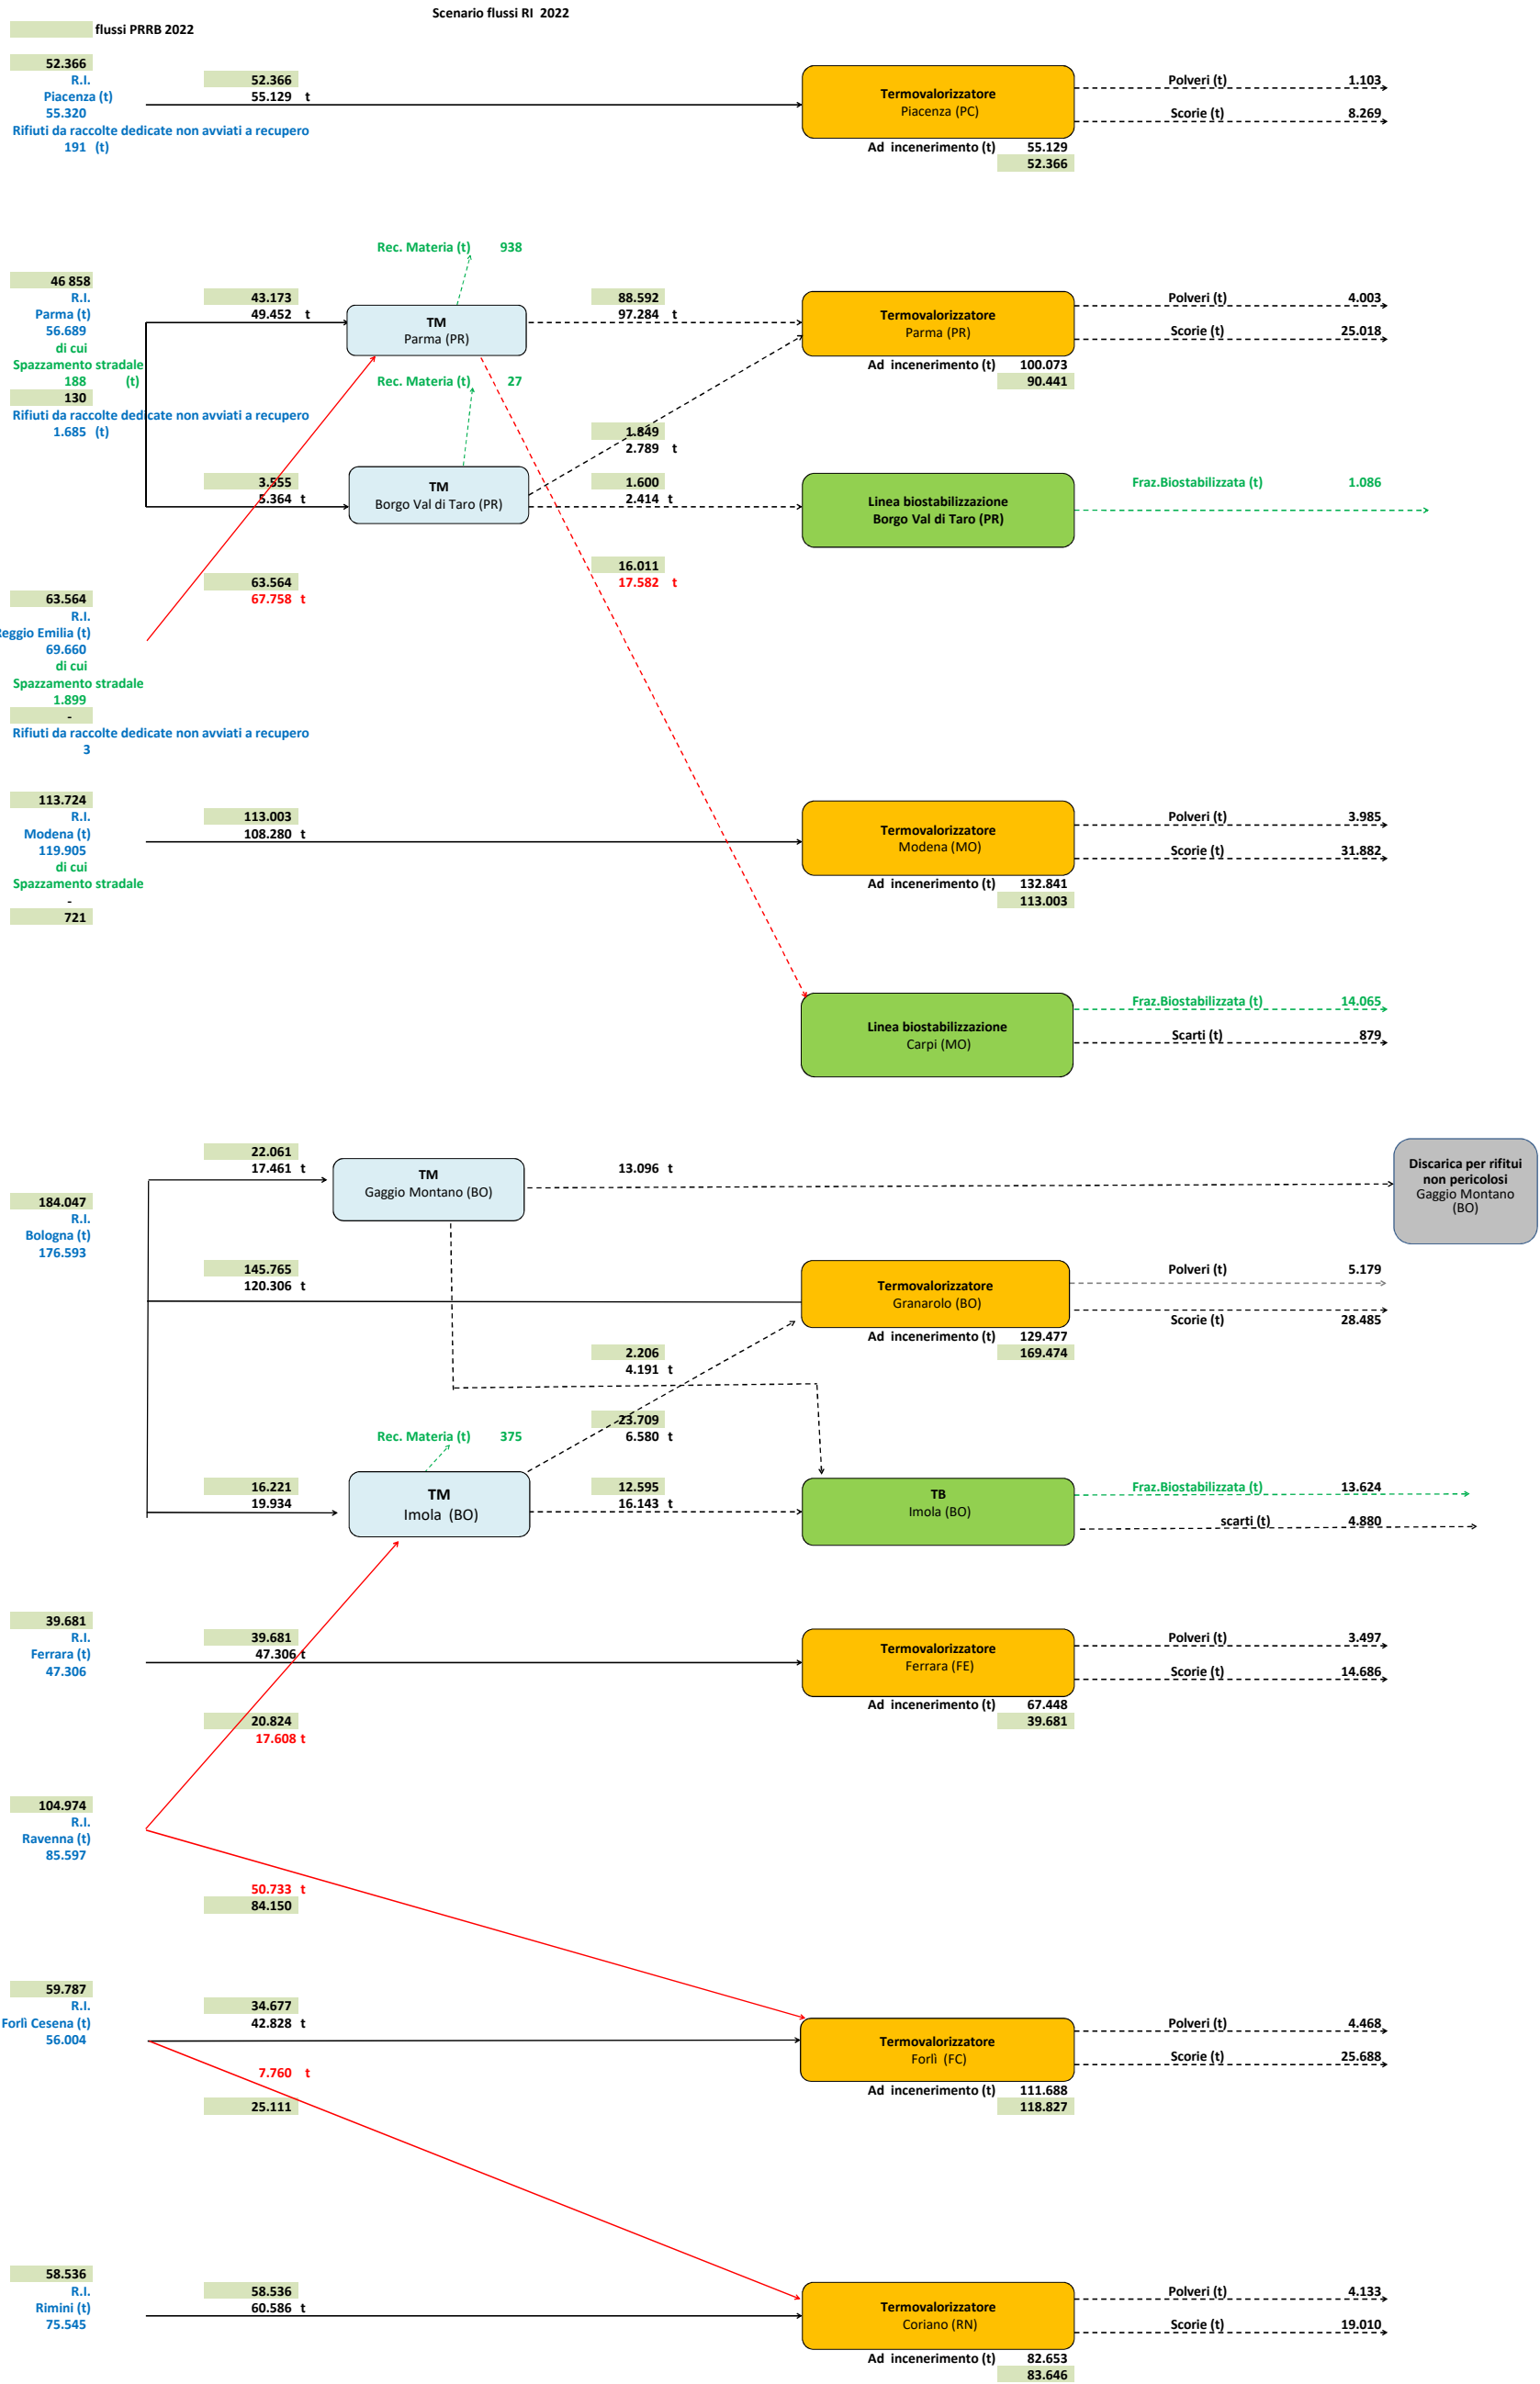 Scenario flussi RI 2022
flussi PRRB 2022
52.366
R.I.
Piacenza (t)
55.320
Rifiuti da raccolte dedicate non avviati a recupero
191 (t)
52.366
55.129 t
Termovalorizzatore
Piacenza (PC)
Ad incenerimento (t) 55.129
52.366
Polveri (t) 1.103
Scorie (t) 8.269
46 858
R.I.
Parma (t)
56.689
di cui
Spazzamento stradale
188 (t)
130
Rifiuti da raccolte dedicate non avviati a recupero
1.685 (t)
43.173
49.452 t
Rec. Materia (t) 938
TM
Parma (PR)
88.592
97.284 t
Termovalorizzatore
Parma (PR)
Ad incenerimento (t) 100.073
90.441
Polveri (t) 4.003
Scorie (t) 25.018
Rec. Materia (t) 27
3.555
5.364 t
TM
Borgo Val di Taro (PR)
1.849
2.789 t
1.600
2.414 t
Linea biostabilizzazione
Borgo Val di Taro (PR)
Fraz.Biostabilizzata (t) 1.086
16.011
17.582 t
63.564
67.758 t
63.564
R.I.
Reggio Emilia (t)
69.660
di cui
Spazzamento stradale
1.899
-
Rifiuti da raccolte dedicate non avviati a recupero
3
113.724
R.I.
Modena (t)
119.905
di cui
Spazzamento stradale
-
721
113.003
108.280 t
Termovalorizzatore
Modena (MO)
Ad incenerimento (t) 132.841
113.003
Polveri (t) 3.985
Scorie (t) 31.882
Linea biostabilizzazione
Carpi (MO)
Fraz.Biostabilizzata (t) 14.065
Scarti (t) 879
184.047
R.I.
Bologna (t)
176.593
22.061
17.461 t
TM
Gaggio Montano (BO)
13.096 t
Discarica per rifitui
non pericolosi
Gaggio Montano
(BO)
145.765
120.306 t
Termovalorizzatore
Granarolo (BO)
Ad incenerimento (t) 129.477
169.474
Polveri (t) 5.179
Scorie (t) 28.485
2.206
4.191 t
23.709
6.580 t
Rec. Materia (t) 375
16.221
19.934
TM
Imola (BO)
12.595
16.143 t
TB
Imola (BO)
Fraz.Biostabilizzata (t) 13.624
scarti (t) 4.880
39.681
R.I.
Ferrara (t)
47.306
39.681
47.306 t
Termovalorizzatore
Ferrara (FE)
Ad incenerimento (t) 67.448
39.681
Polveri (t) 3.497
Scorie (t) 14.686
20.824
17.608 t
104.974
R.I.
Ravenna (t)
85.597
50.733 t
84.150
59.787
R.I.
Forlì Cesena (t)
56.004
34.677
42.828 t
7.760 t
25.111
Termovalorizzatore
Forlì (FC)
Ad incenerimento (t) 111.688
118.827
Polveri (t) 4.468
Scorie (t) 25.688
58.536
R.I.
Rimini (t)
75.545
58.536
60.586 t
Termovalorizzatore
Coriano (RN)
Ad incenerimento (t) 82.653
83.646
Polveri (t) 4.133
Scorie (t) 19.010